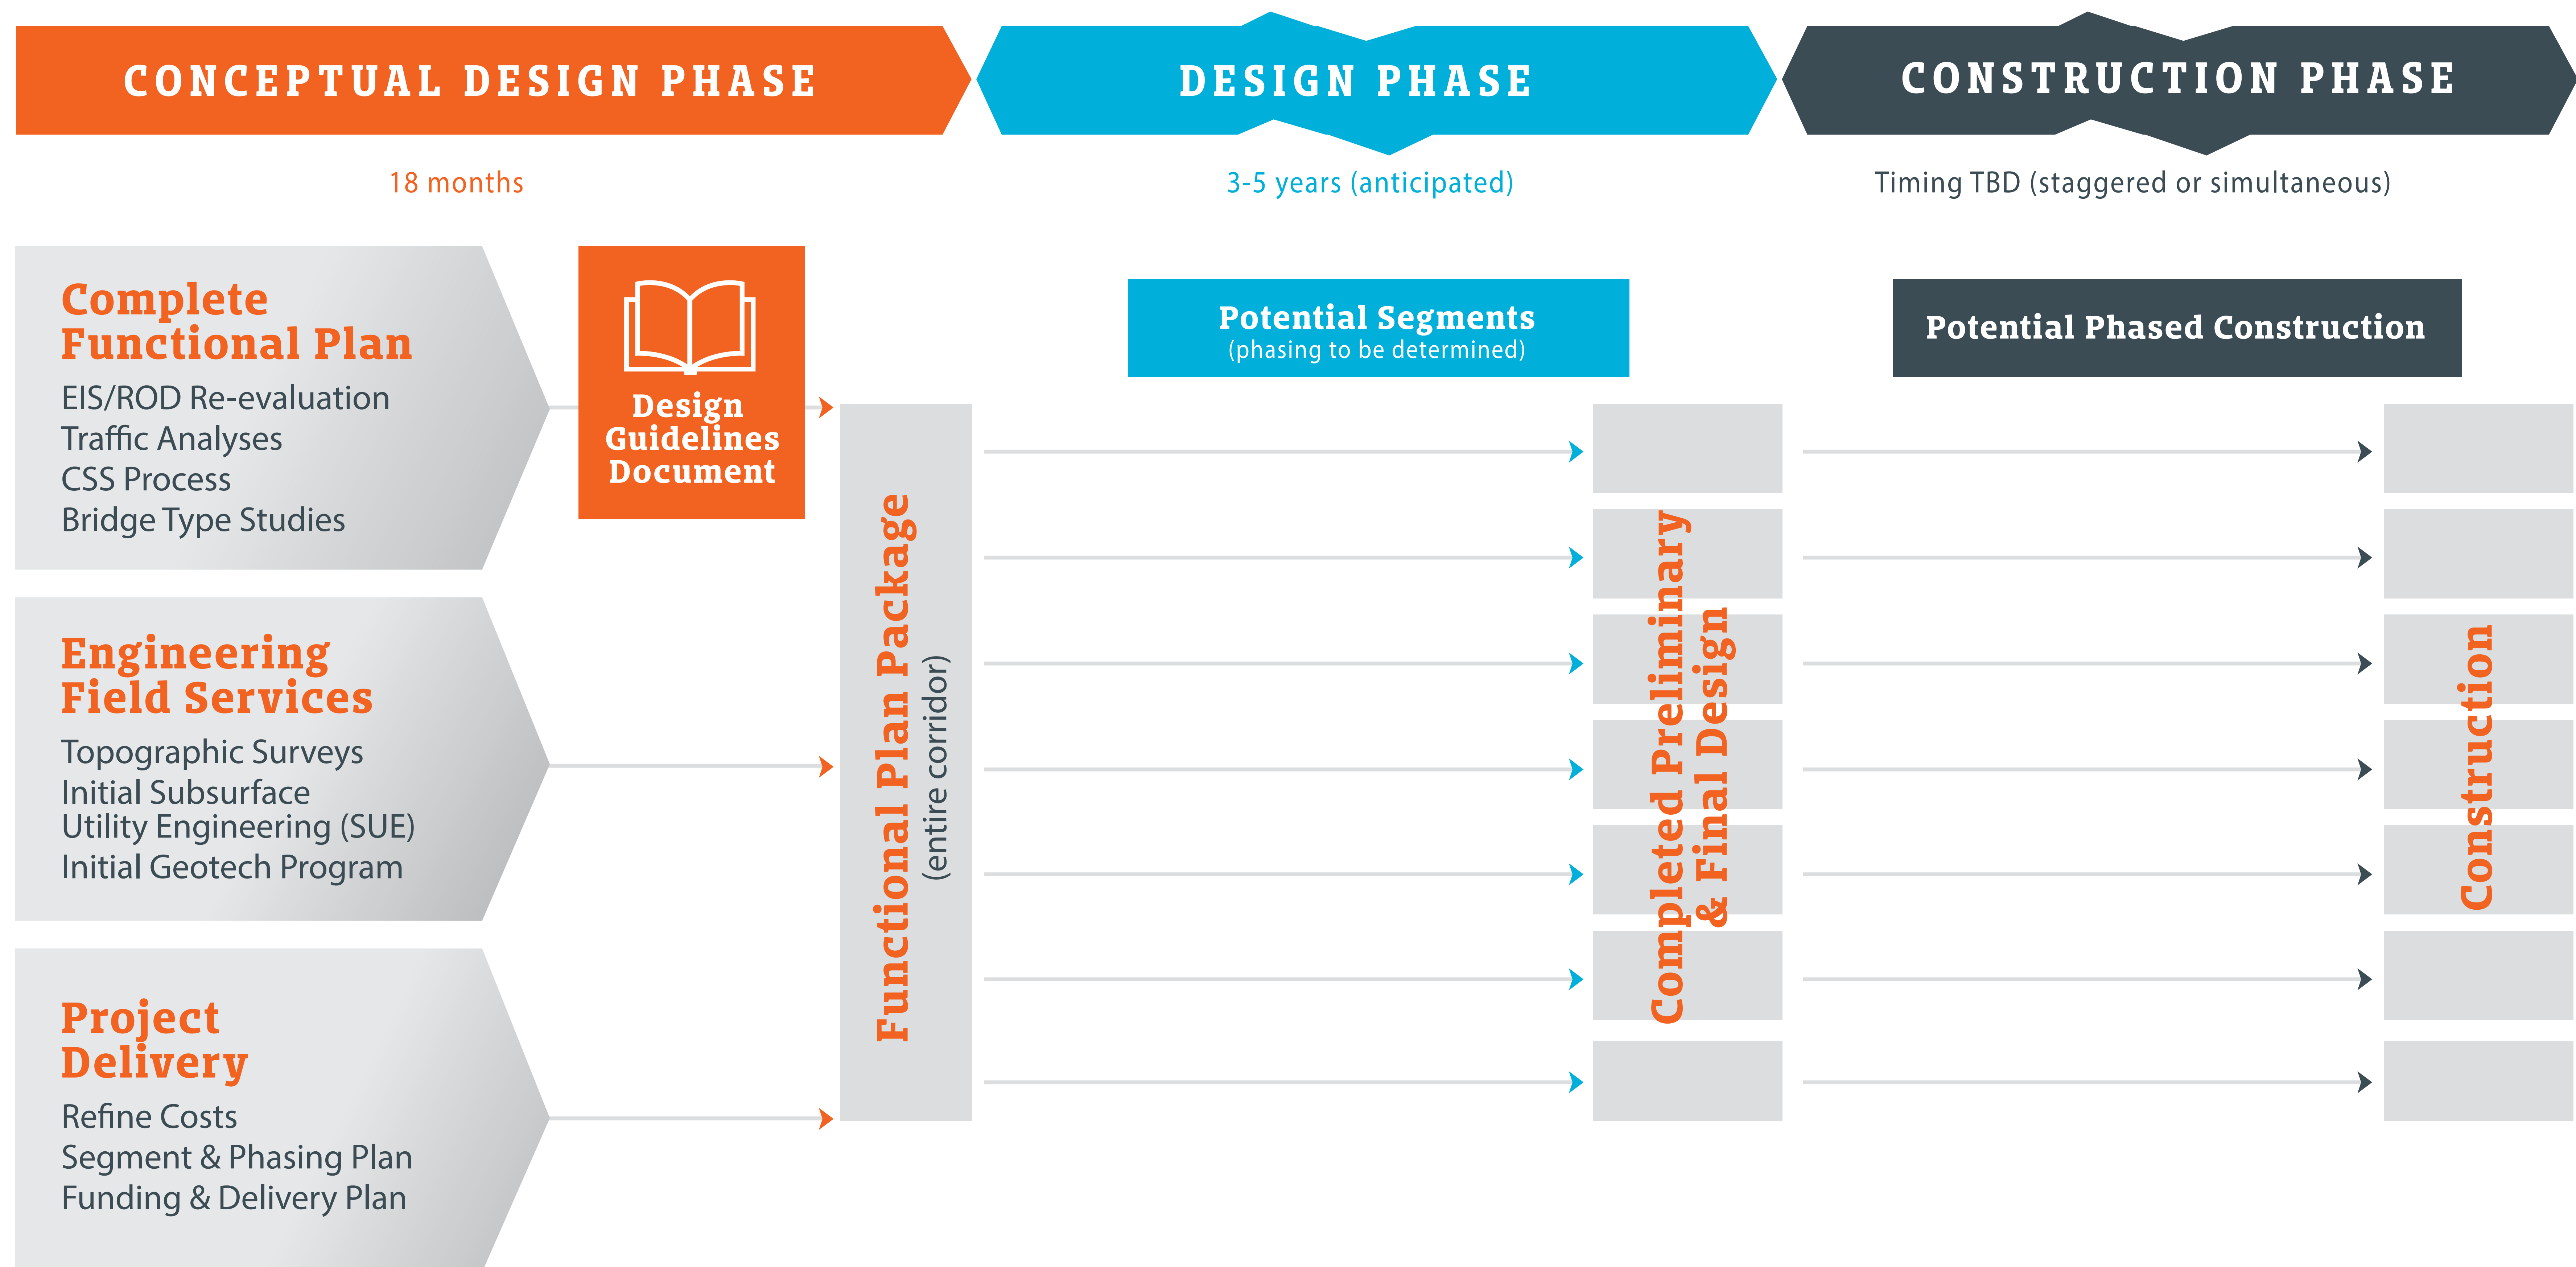 CONCEPTUAL DESIGN PHASE
DESIGN PHASE
CONSTRUCTION PHASE
18 months
3-5 years (anticipated)
Timing TBD (staggered or simultaneous)
Complete
Functional Plan
EIS/ROD Re-evaluation
Traffic Analyses
CSS Process
Bridge Type Studies
Design
Guidelines
Document
Engineering
Field Services
Topographic Surveys
Initial Subsurface
Utility Engineering (SUE)
Initial Geotech Program
Project
Delivery
Refine Costs
Segment & Phasing Plan
Funding & Delivery Plan
Functional Plan Package
(entire corridor)
Potential Segments
(phasing to be determined)
Completed Preliminary
& Final Design
Potential Phased Construction
Construction